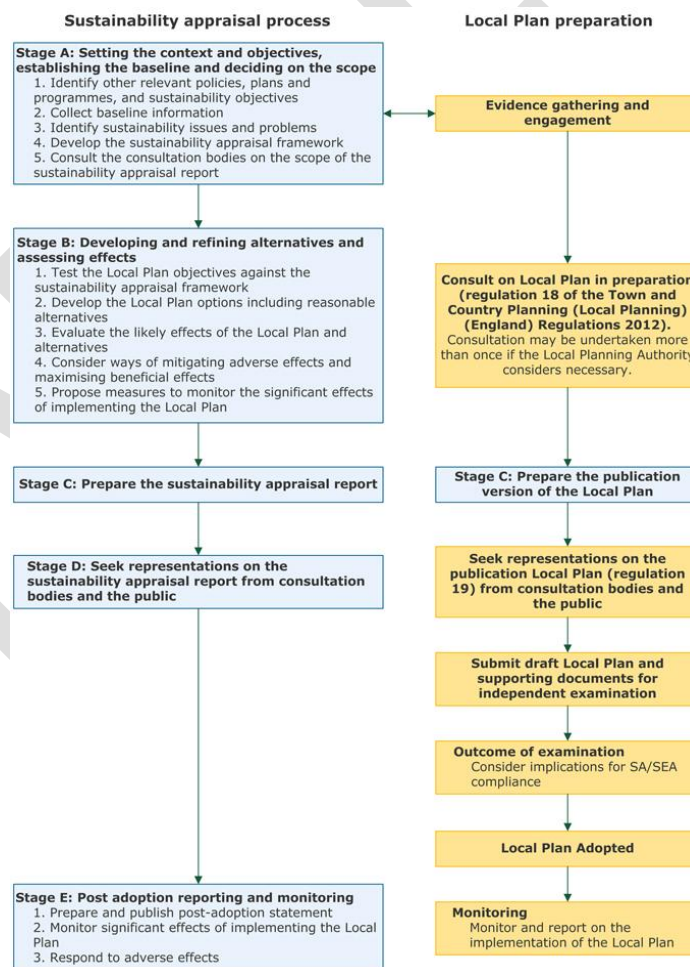 Sustainability appraisal process
Local Plan preparation
Stage A: Setting the context and objectives,
establishing the baseline and deciding on the scope
1. Identify other relevant policies, plans and
programmes, and sustainability objectives
2. Collect baseline information
3. Identify sustainability issues and problems
4. Develop the sustainability appraisal framework
5. Consult the consultation bodies on the scope of the
sustainability appraisal report
Evidence gathering and
engagement
Stage B: Developing and refining alternatives and
assessing effects
1. Test the Local Plan objectives against the
sustainability appraisal framework
2. Develop the Local Plan options including reasonable
alternatives
3. Evaluate the likely effects of the Local Plan and
alternatives
4. Consider ways of mitigating adverse effects and
maximising beneficial effects
5. Propose measures to monitor the significant effects
of implementing the Local Plan
Consult on Local Plan in preparation
(regulation 18 of the Town and
Country Planning (Local Planning)
(England) Regulations 2012).
Consultation may be undertaken more
than once if the Local Planning Authority
considers necessary.
Stage C: Prepare the sustainability appraisal report
Stage C: Prepare the publication
version of the Local Plan
Stage D: Seek representations on the
sustainability appraisal report from consultation
bodies and the public
Seek representations on the
publication Local Plan (regulation
19) from consultation bodies and
the public
Submit draft Local Plan and
supporting documents for
independent examination
Outcome of examination
Consider implications for SA/SEA
compliance
Local Plan Adopted
Stage E: Post adoption reporting and monitoring
1. Prepare and publish post-adoption statement
2. Monitor significant effects of implementing the Local
Plan
3. Respond to adverse effects
Monitoring
Monitor and report on the
implementation of the Local Plan